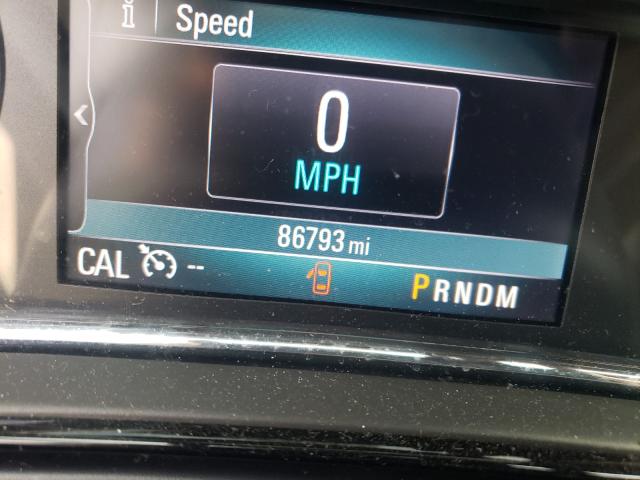 i Speed
0
MPH
86793 mi
CAL --
PRNDM